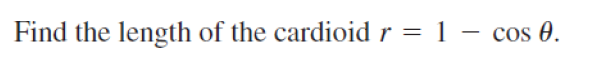 Find the length of the cardioid r = 1 − cos θ.